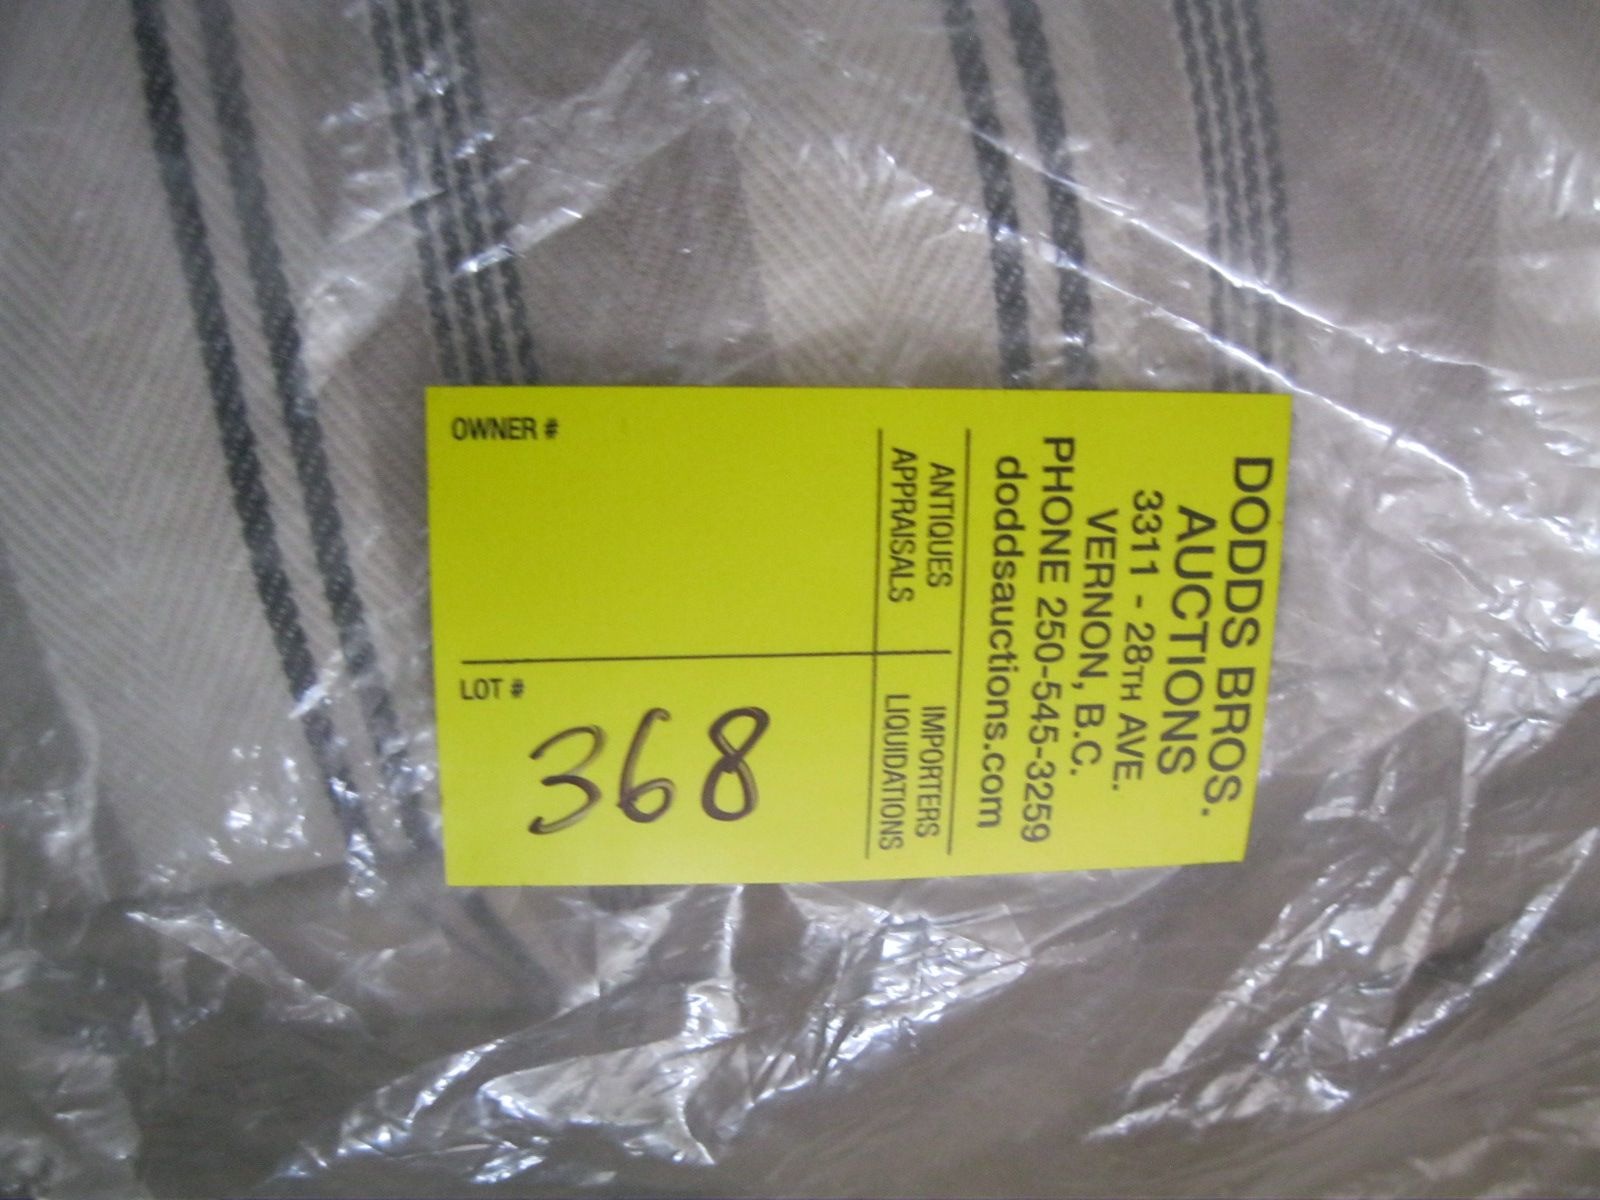 DODDS BROS.
AUCTIONS
3311 - 28TH AVE.
VERNON, B.C.
PHONE 250-545-3259
doddsauctions.com
ANTIQUES
APPRAISALS
IMPORTERS
LIQUIDATIONS
OWNER #
LOT #
368